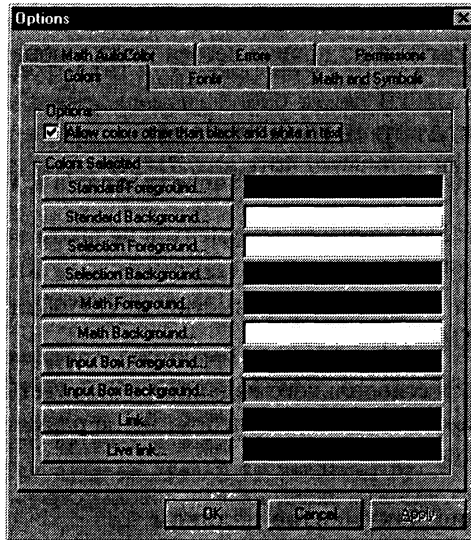 Options
Math AutoColor Errors Permissions
Colors Fonts Math and Symbols
Options
Allow colors other than black and white in
Colors Selected
Standard Foreground...
Standard Background...
Selection Foreground...
Selection Background...
Math Foreground...
Math Background...
Input Box Foreground...
Input Box Background...
Link...
Live link...
OK Cancel Apply